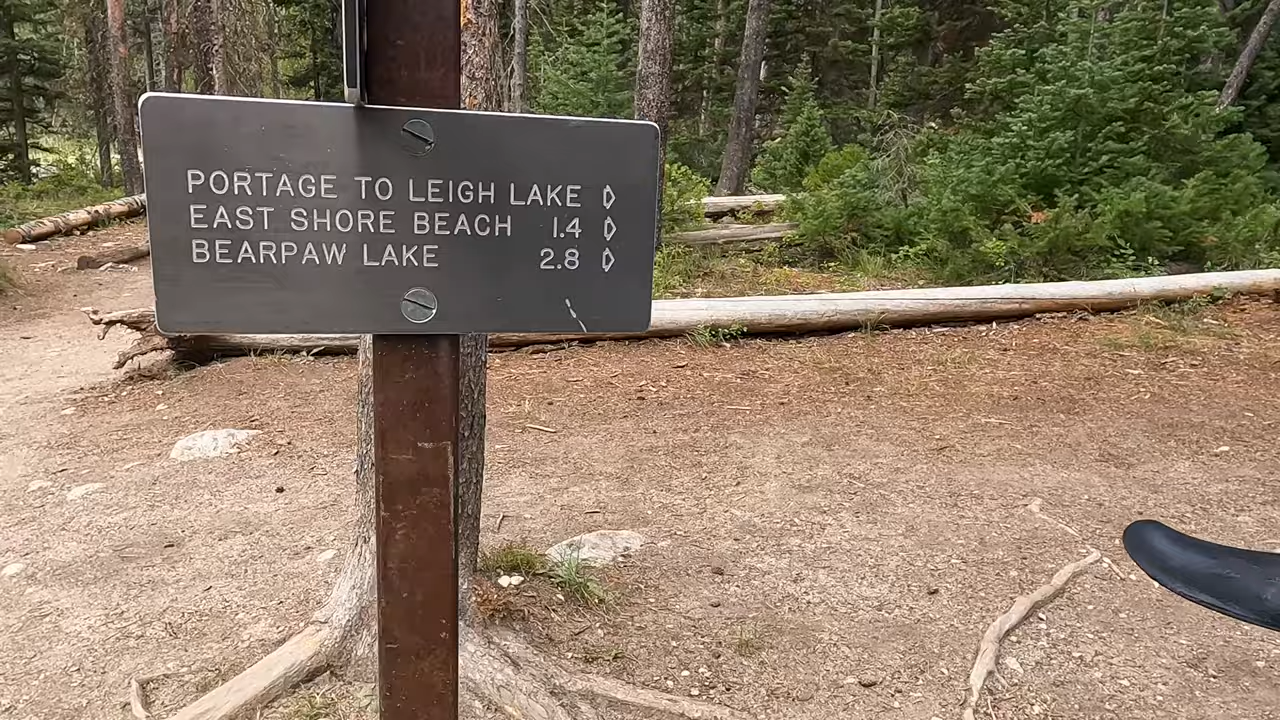 PORTAGE TO LEIGH LAKE ▷
EAST SHORE BEACH 1.4 ▷
BEARPAW LAKE 2.8 ▷